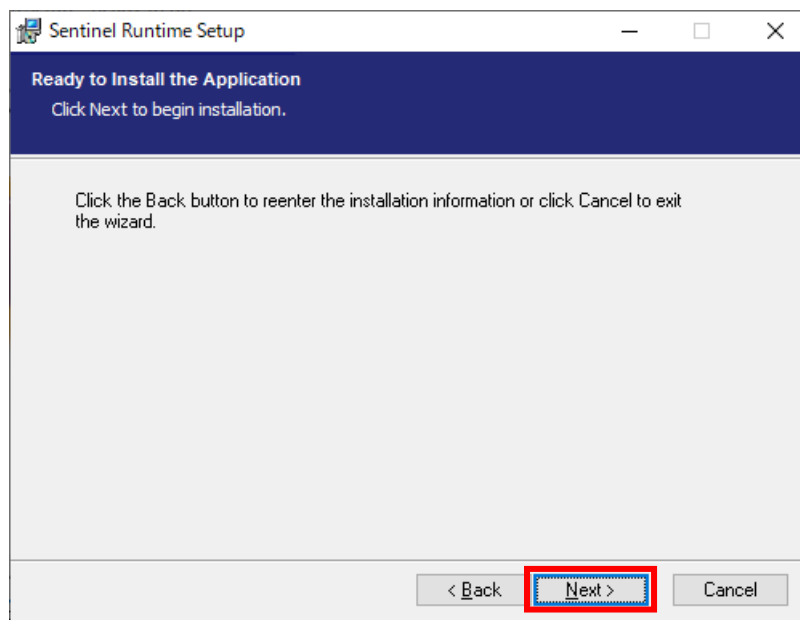 Sentinel Runtime Setup
Ready to Install the Application
Click Next to begin installation.
Click the Back button to reenter the installation information or click Cancel to exit
the wizard.
< Back
Next >
Cancel